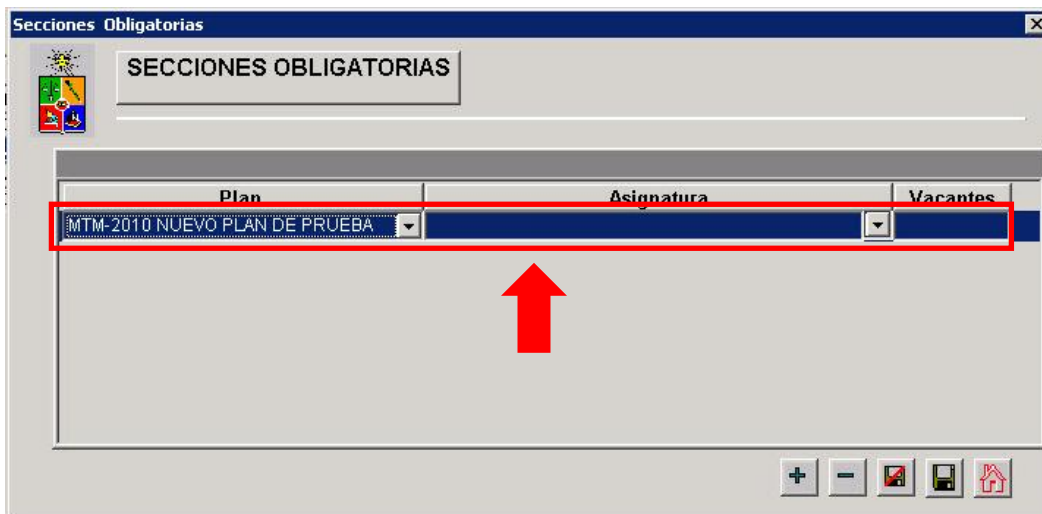 Secciones Obligatorias
SECCIONES OBLIGATORIAS
Plan Asignatura Vacantes
MTM-2010 NUEVO PLAN DE PRUEBA